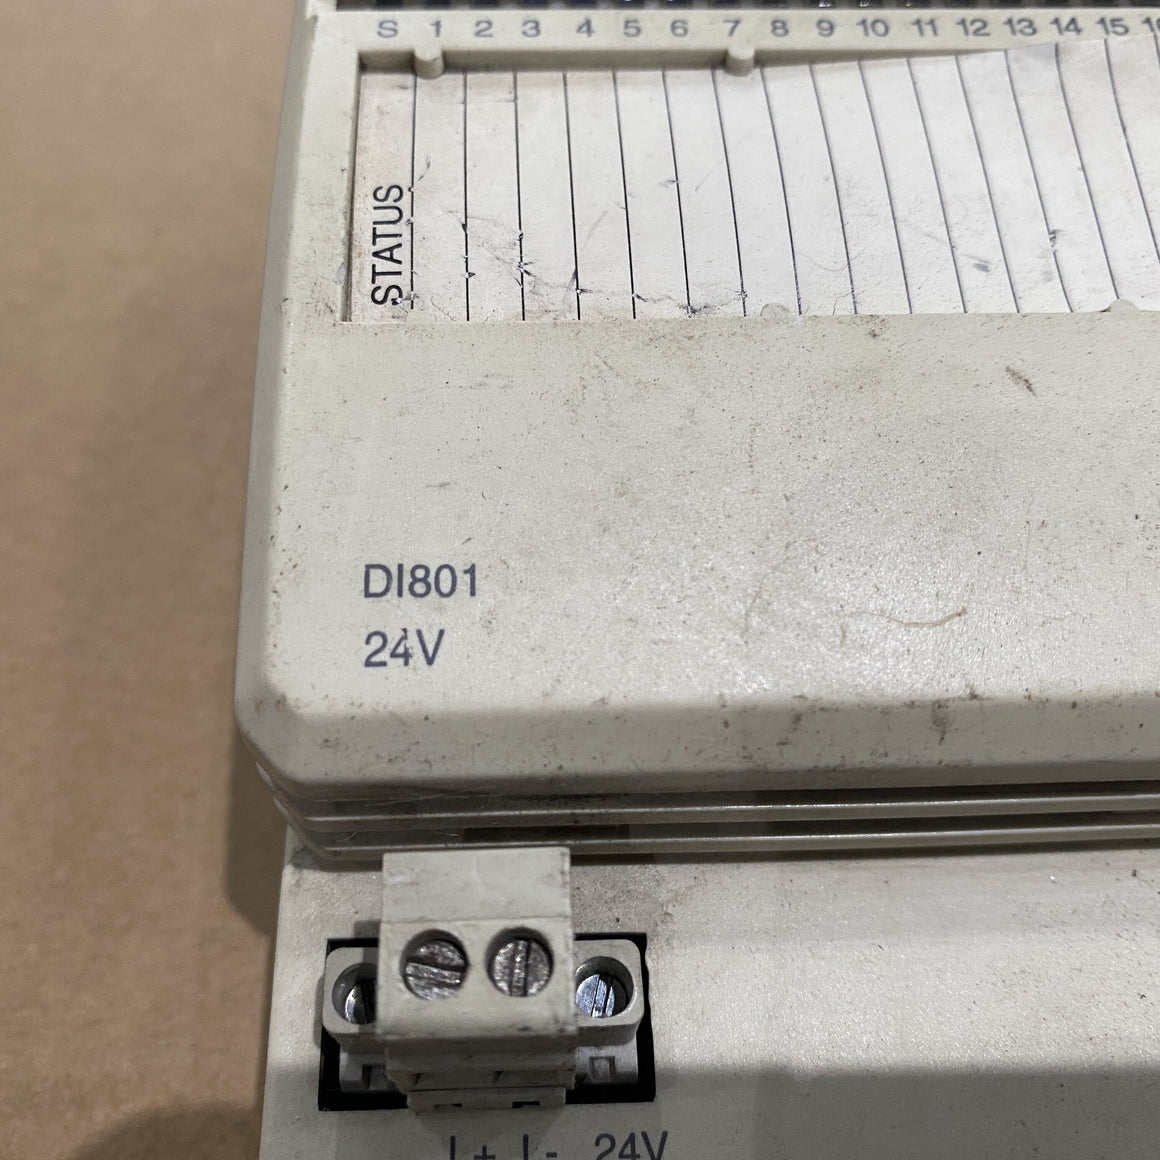 S 1 2 3 4 5 6 7 8 9 10 11 12 13 14 15
STATUS
DI801
24V
L+ L- 24V